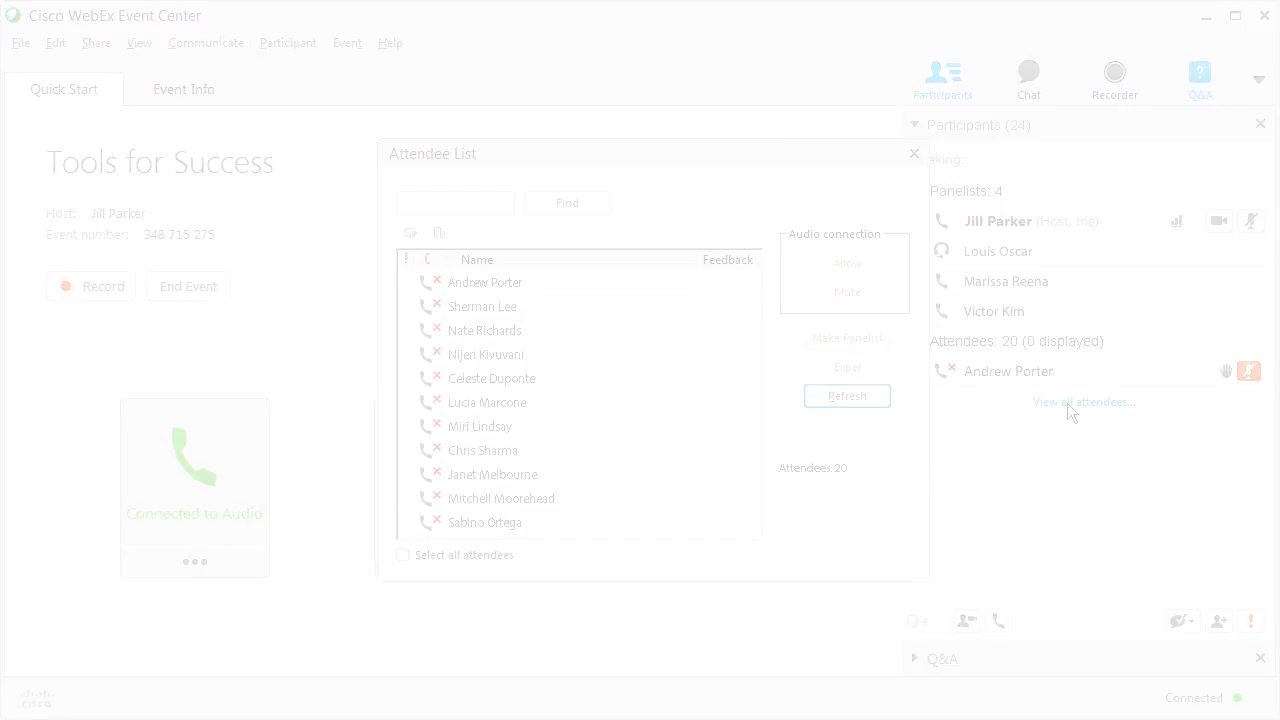 Cisco WebEx Event Center
File Edit Share View Communicate Participant Event Help
Quick Start Event Info
Participants Chat Recorder Q&A
Participants (24)
aking:
Panelists: 4
Jill Parker (Host, me)
Louis Oscar
Marissa Reena
Victor Kim
Attendees: 20 (0 displayed)
Andrew Porter
View all attendees...
Tools for Success
Host: Jill Parker
Event number: 348 715 275
Record End Event
Connected to Audio
Attendee List
Find
Name Feedback
Andrew Porter
Sherman Lee
Nate Richards
Nijeri Kivuvani
Celeste Duponte
Lucia Marcone
Miri Lindsay
Chris Sharma
Janet Melbourne
Mitchell Moorehead
Sabino Ortega
Select all attendees
Audio connection
Allow
Mute
Make Panelist
Expel
Refresh
Attendees: 20
Q&A
cisco
Connected